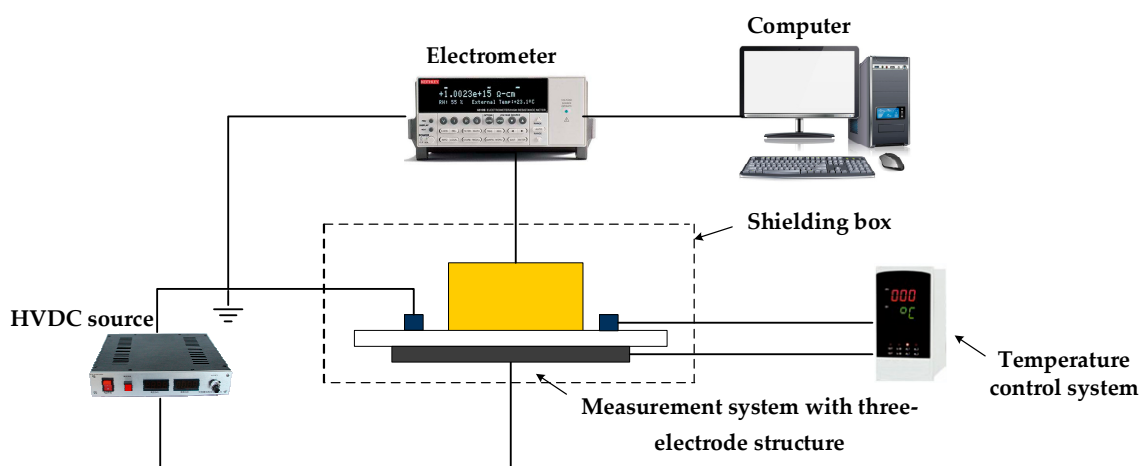 Computer
Electrometer
KEITHLEY
+1.0023e+15 Ω-cm
RH: 55 % External Temp:+23.1°C
Shielding box
HVDC source
000
°C
Temperature
control system
Measurement system with three-
electrode structure